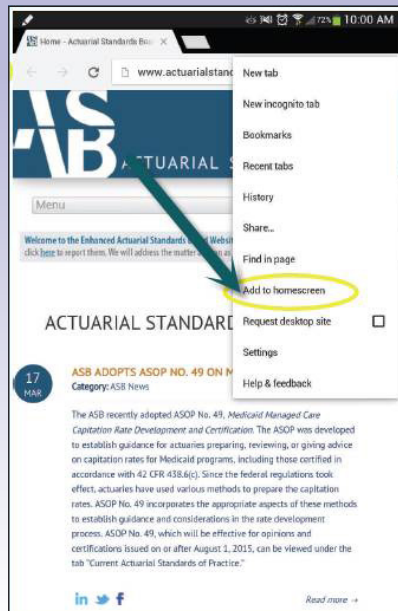 72% 10:00 AM
Home - Actuarial Standards Boa
www.actuarialstand
New tab
New incognito tab
Bookmarks
Recent tabs
History
Share...
Find in page
Add to homescreen
Request desktop site
Settings
Help & feedback
ASB
ACTUARIAL S
Menu
Welcome to the Enhanced Actuarial Standards Websit
click here to report them. We will address the matter as
ACTUARIAL STANDARD
17
MAR
ASB ADOPTS ASOP NO. 49 ON M
Category: ASB News
The ASB recently adopted ASOP No. 49, Medicaid Managed Care
Capitation Rate Development and Certification. The ASOP was developed
to establish guidance for actuaries preparing, reviewing, or giving advice
on capitation rates for Medicaid programs, including those certified in
accordance with 42 CFR 438.6(c). Since the federal regulations took
effect, actuaries have used various methods to prepare the capitation
rates. ASOP No. 49 incorporates the appropriate aspects of these methods
to establish guidance and considerations in the rate development
process. ASOP No. 49, which will be effective for opinions and
certifications issued on or after August 1, 2015, can be viewed under the
tab "Current Actuarial Standards of Practice."
in f
Read more →